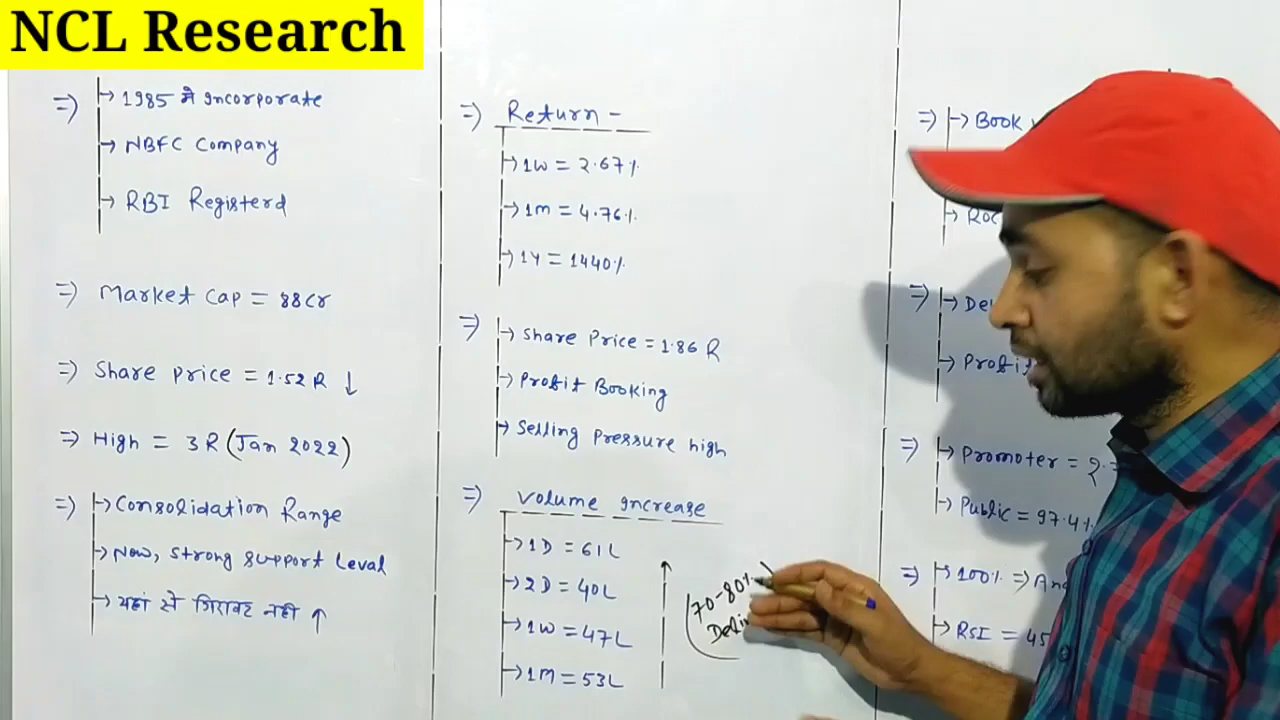 NCL Research
⇒ → 1985 मे incorporate
→ NBFC Company
→ RBI Registerd
⇒ Market Cap = 88Cr
⇒ Share Price = 1.52 R ↓
⇒ High = 3 R (Jan 2022)
⇒ → Consolidation Range
→ Now, strong support Leval
→ यहां से गिरावट नही ↑
⇒ Return -
→ 1W = 2.67%
→ 1M = 4.76%
→ 1Y = 1440%
⇒ → Share Price = 1.86 R
→ Profit Booking
→ Selling Pressure high
⇒ Volume increase
→ 1D = 61L
→ 2D = 40L
→ 1W = 47L
→ 1M = 53L
70-80%
⇒ → Book
→ ROC
⇒ →
→ Profit
⇒ → Promoter =
→ Public = 97.4%
⇒ → 100% ⇒
→ RSI = 45